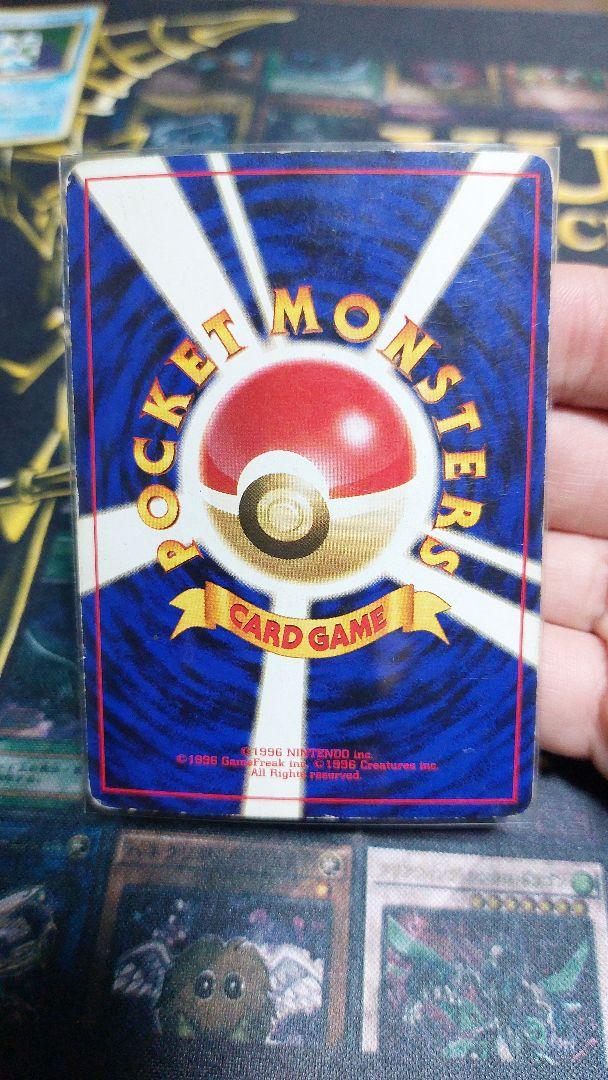 POCKET MONSTERS
CARD GAME
©1996 NINTENDO inc.
©1996 GameFreak inc. ©1996 Creatures inc.
All Rights reserved.